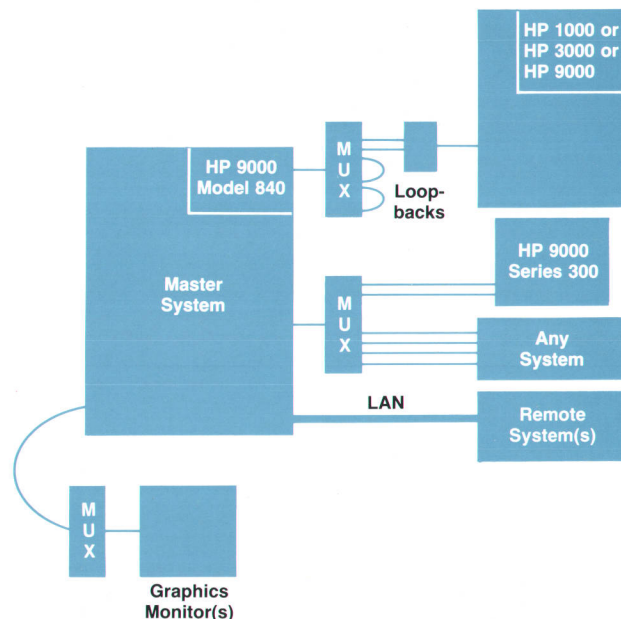 HP 1000 or
HP 3000 or
HP 9000
HP 9000
Model 840
M
U
X
Loop-
backs
Master
System
M
U
X
HP 9000
Series 300
Any
System
LAN
Remote
System(s)
M
U
X
Graphics
Monitor(s)